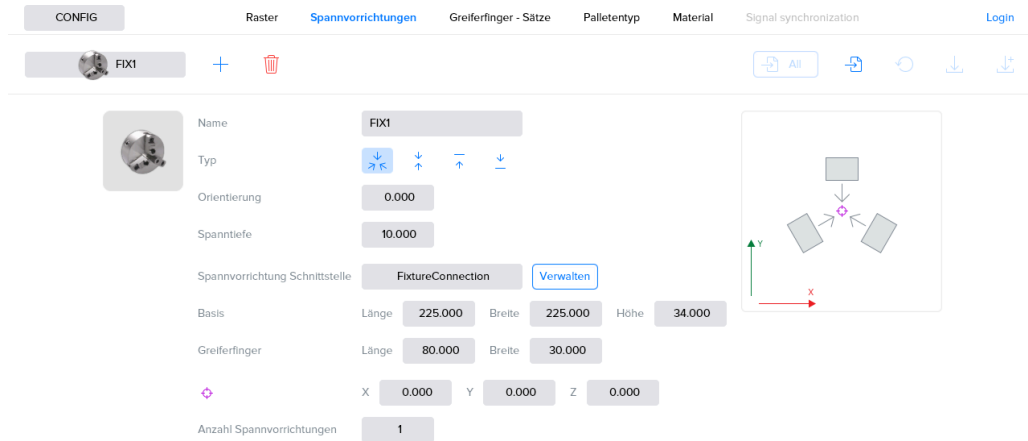 CONFIG Raster Spannvorrichtungen Greiferfinger - Sätze Palletentyp Material Signal synchronization Login
FIX1 All
Name FIX1
Typ
Orientierung 0.000
Spanntiefe 10.000
Spannvorrichtung Schnittstelle FixtureConnection Verwalten
Basis Länge 225.000 Breite 225.000 Höhe 34.000
Greiferfinger Länge 80.000 Breite 30.000
X 0.000 Y 0.000 Z 0.000
Anzahl Spannvorrichtungen 1
Y
X